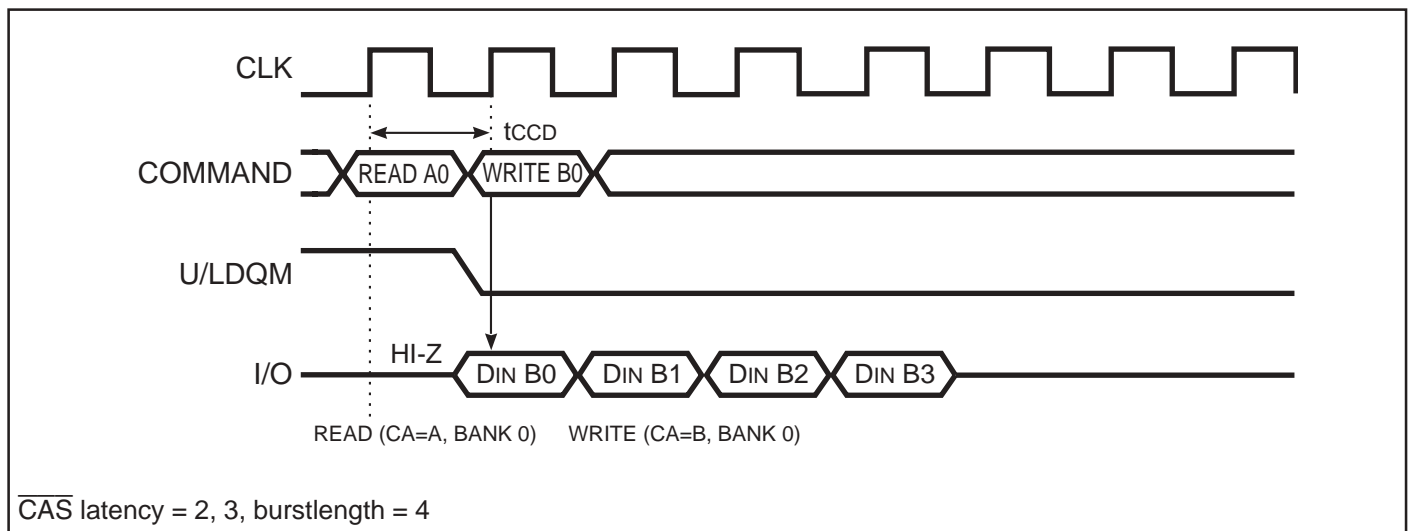 CLK
tCCD
COMMAND READ A0 WRITE B0
U/LDQM
HI-Z
I/O DIN B0 DIN B1 DIN B2 DIN B3
READ (CA=A, BANK 0) WRITE (CA=B, BANK 0)
CAS latency = 2, 3, burstlength = 4